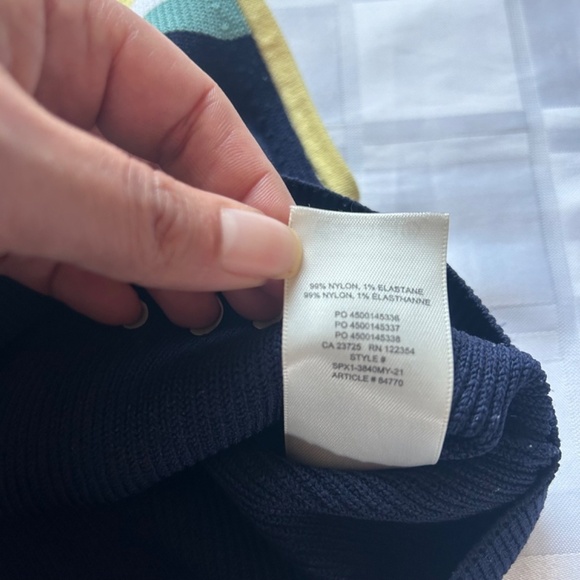 99% NYLON, 1% ELASTANE
99% NYLON, 1% ÉLASTHANNE
PO 4500145336
PO 4500145337
PO 4500145338
CA 23725 RN 122354
STYLE #
SPX1-3840MY-21
ARTICLE # 84770